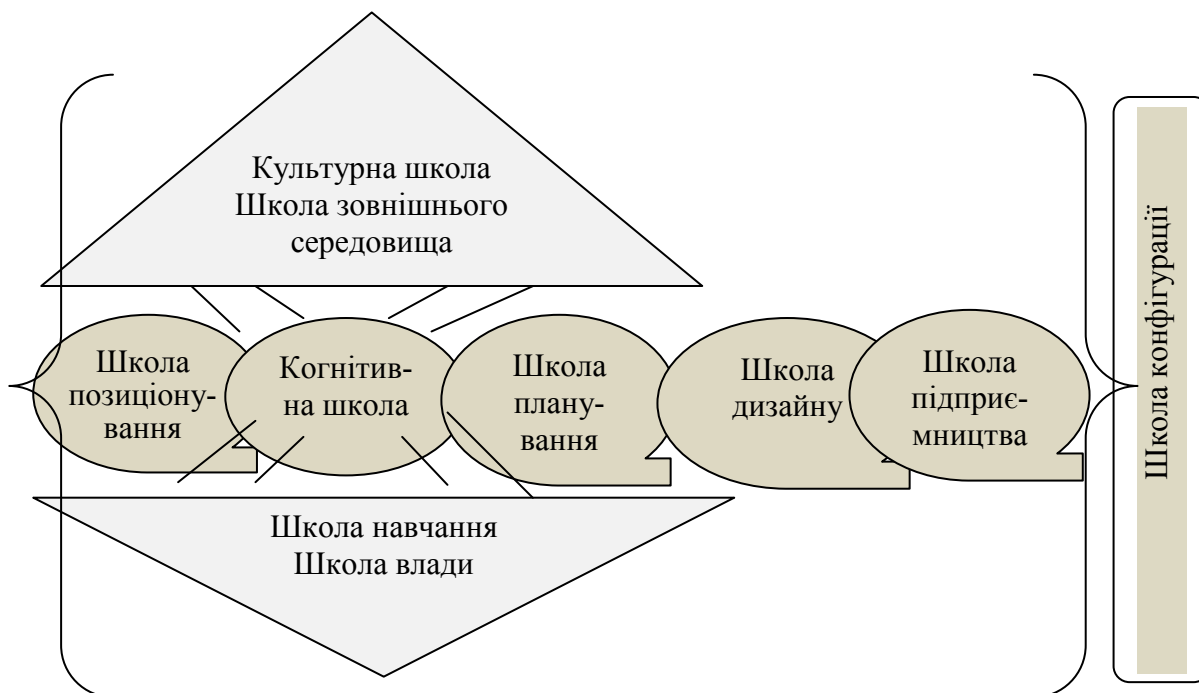 Культурна школа
Школа зовнішнього
середовища
Школа
позиціону-
вання
Когнітив-
на школа
Школа
плану-
вання
Школа
дизайну
Школа
підприє-
мництва
Школа навчання
Школа влади
Школа конфігурації